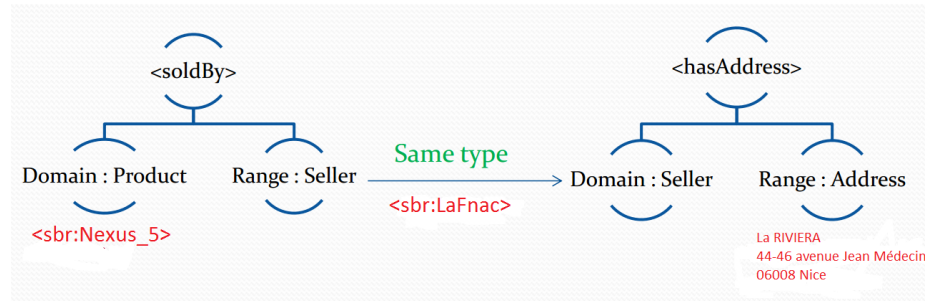 <soldBy>
<hasAddress>
Domain : Product
Range : Seller
Same type
Domain : Seller
Range : Address
<sbr:Nexus_5>
<sbr:LaFnac>
La RIVIERA
44-46 avenue Jean Médecin
06008 Nice